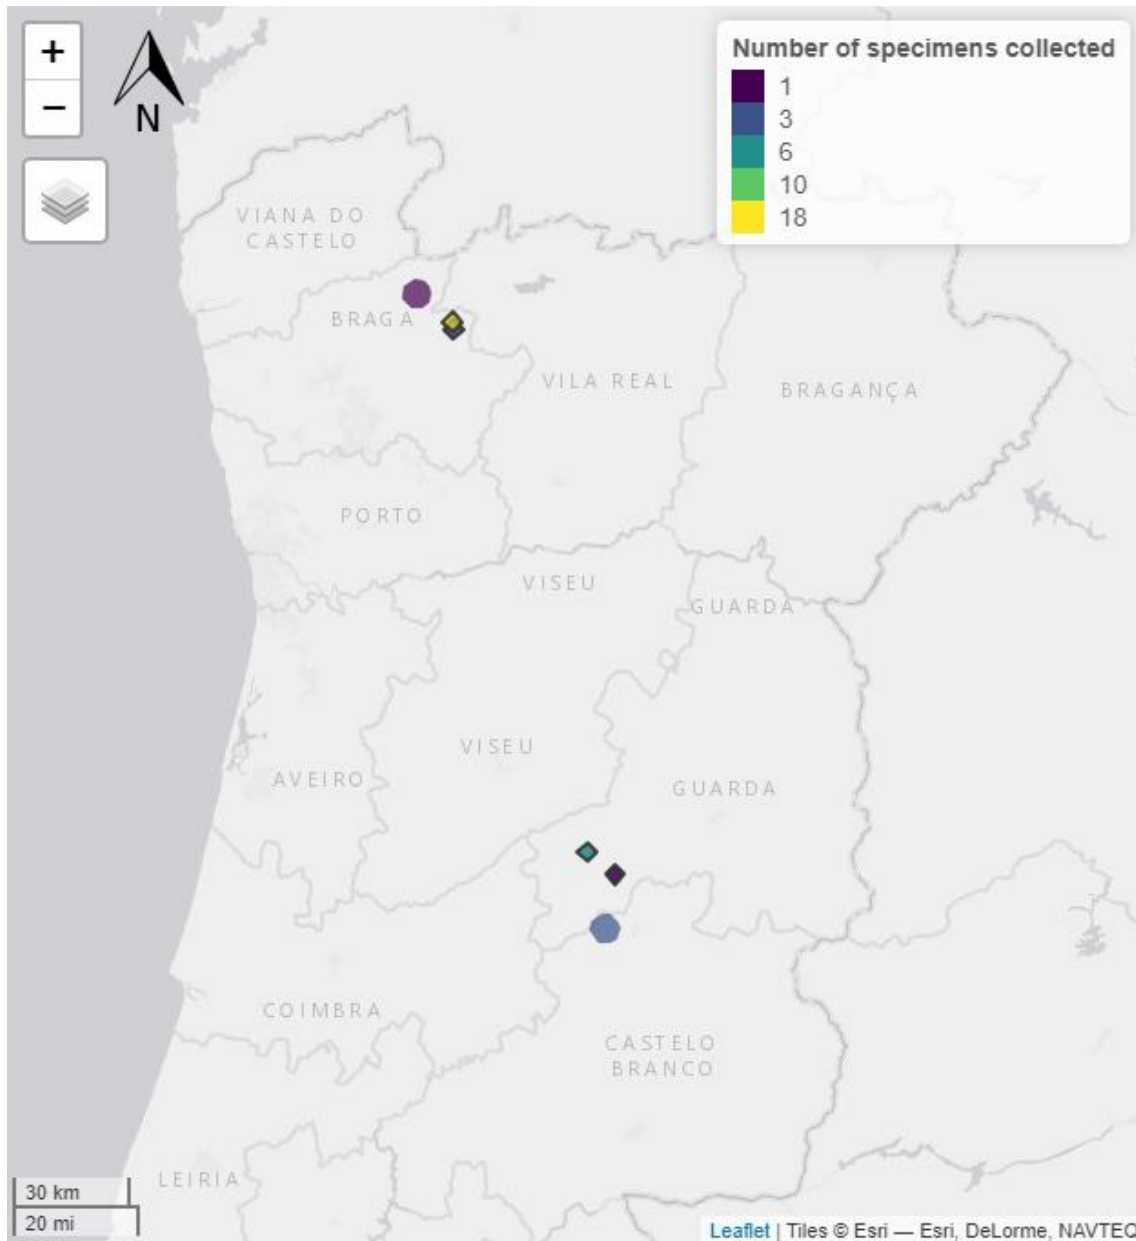 +
−
N
Number of specimens collected
1
3
6
10
18
VIANA DO
CASTELO
BRAGA
VILA REAL
BRAGANÇA
PORTO
VISEU
GUARDA
VISEU
AVEIRO
GUARDA
COIMBRA
CASTELO
BRANCO
LEIRIA
30 km
20 mi
Leaflet | Tiles © Esri — Esri, DeLorme, NAVTEQ